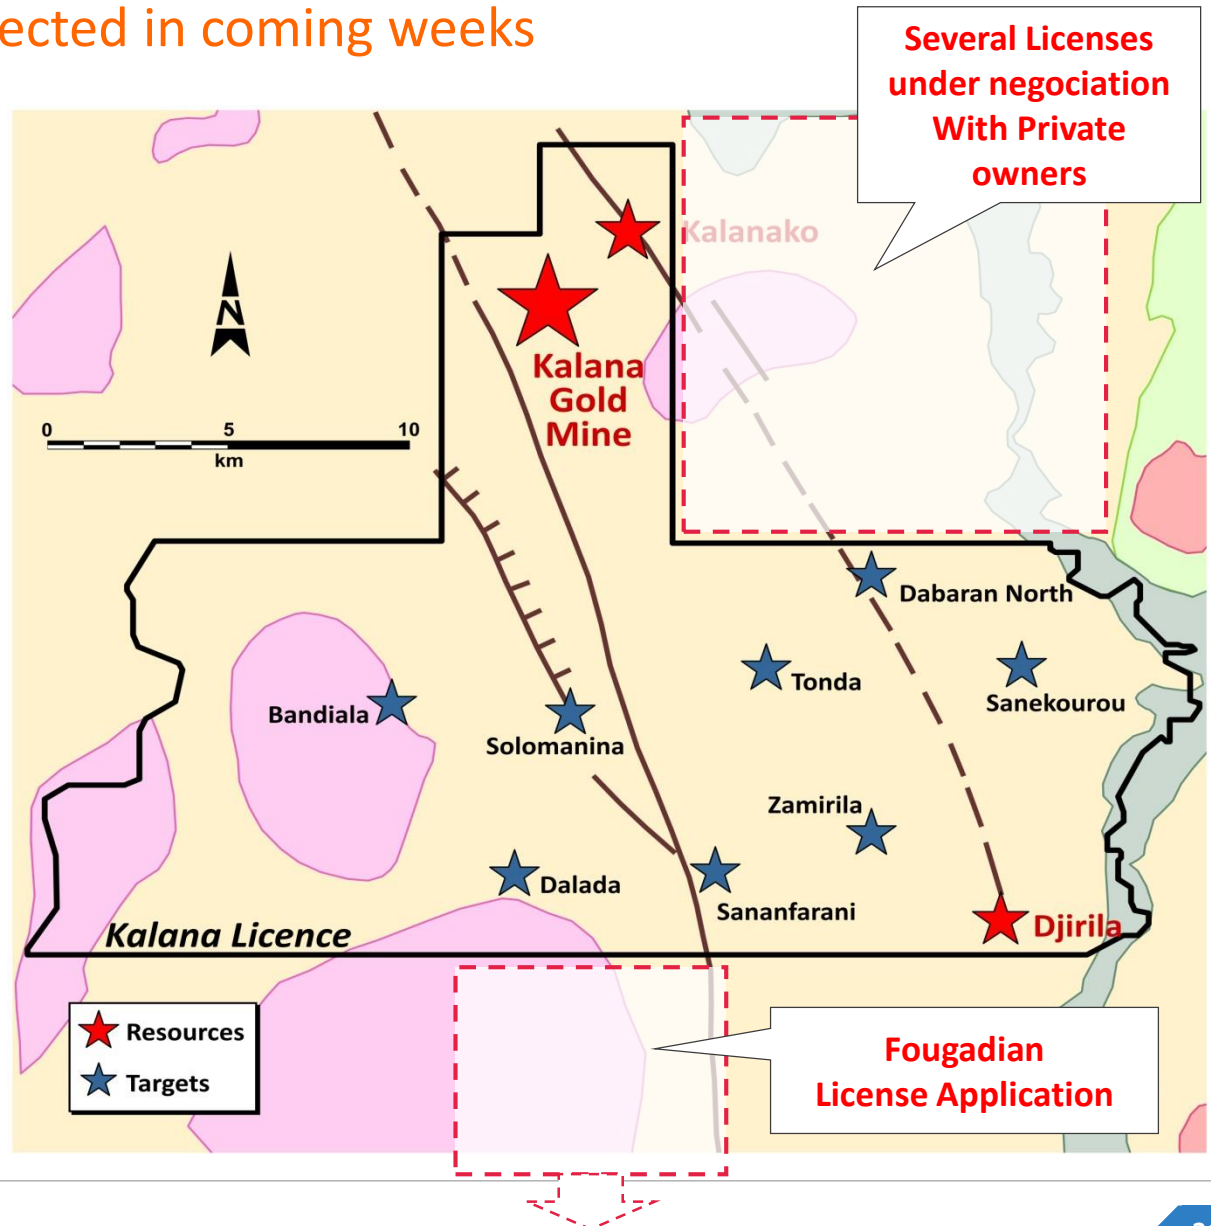 ected in coming weeks
Several Licenses
under negociation
With Private
owners
Kalanako
N
Kalana
Gold
Mine
0 5 10
km
Dabaran North
Tonda
Sanekourou
Bandiala
Solomanina
Zamirila
Dalada
Sananfarani
Djirila
Kalana Licence
Resources
Targets
Fougadian
License Application